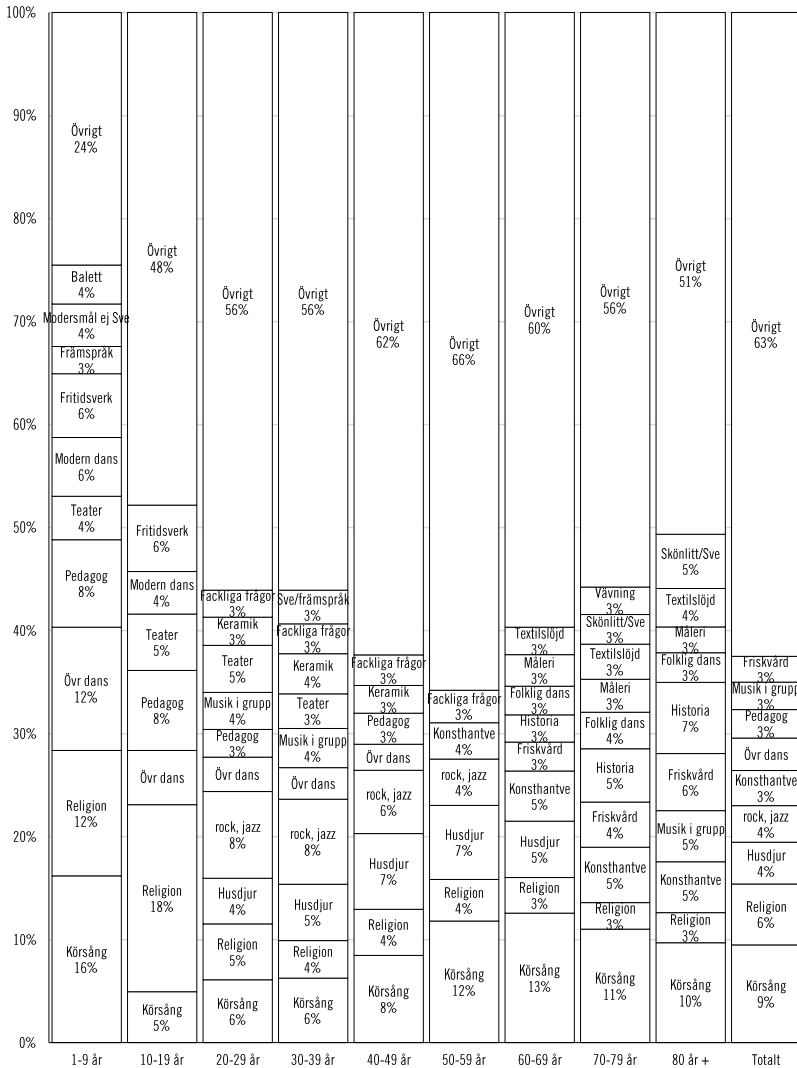 100%
90%
80%
70%
60%
50%
40%
30%
20%
10%
0%
Övrigt
24%
Balett
4%
Modersmål ej Sve
4%
Främspråk
3%
Fritidsverk
6%
Modern dans
6%
Teater
4%
Pedagog
8%
Övr dans
12%
Religion
12%
Körsång
16%
1-9 år
Övrigt
48%
Fritidsverk
6%
Modern dans
4%
Teater
5%
Pedagog
8%
Övr dans
Religion
18%
Körsång
5%
10-19 år
Övrigt
56%
Fackliga frågor
3%
Keramik
3%
Teater
5%
Musik i grupp
4%
Pedagog
3%
Övr dans
rock, jazz
8%
Husdjur
4%
Religion
5%
Körsång
6%
20-29 år
Övrigt
56%
Sve/främspråk
3%
Fackliga frågor
3%
Keramik
4%
Teater
3%
Musik i grupp
4%
Övr dans
rock, jazz
8%
Husdjur
5%
Religion
4%
Körsång
6%
30-39 år
Övrigt
62%
Fackliga frågor
3%
Keramik
3%
Pedagog
3%
Övr dans
rock, jazz
6%
Husdjur
7%
Religion
4%
Körsång
8%
40-49 år
Övrigt
66%
Fackliga frågor
3%
Konsthantve
4%
rock, jazz
4%
Husdjur
7%
Religion
4%
Körsång
12%
50-59 år
Övrigt
60%
Textilslöjd
3%
Måleri
3%
Folklig dans
3%
Historia
3%
Friskvård
3%
Konsthantve
5%
Husdjur
5%
Religion
3%
Körsång
13%
60-69 år
Övrigt
56%
Vävning
3%
Skönlitt/Sve
3%
Textilslöjd
3%
Måleri
3%
Folklig dans
4%
Historia
5%
Friskvård
4%
Konsthantve
5%
Religion
3%
Körsång
11%
70-79 år
Övrigt
51%
Skönlitt/Sve
5%
Textilslöjd
4%
Måleri
3%
Folklig dans
3%
Historia
7%
Friskvård
6%
Musik i grupp
5%
Konsthantve
5%
Religion
3%
Körsång
10%
80 år +
Övrigt
63%
Friskvård
3%
Musik i grupp
3%
Pedagog
3%
Övr dans
Konsthantve
3%
rock, jazz
4%
Husdjur
4%
Religion
6%
Körsång
9%
Totalt